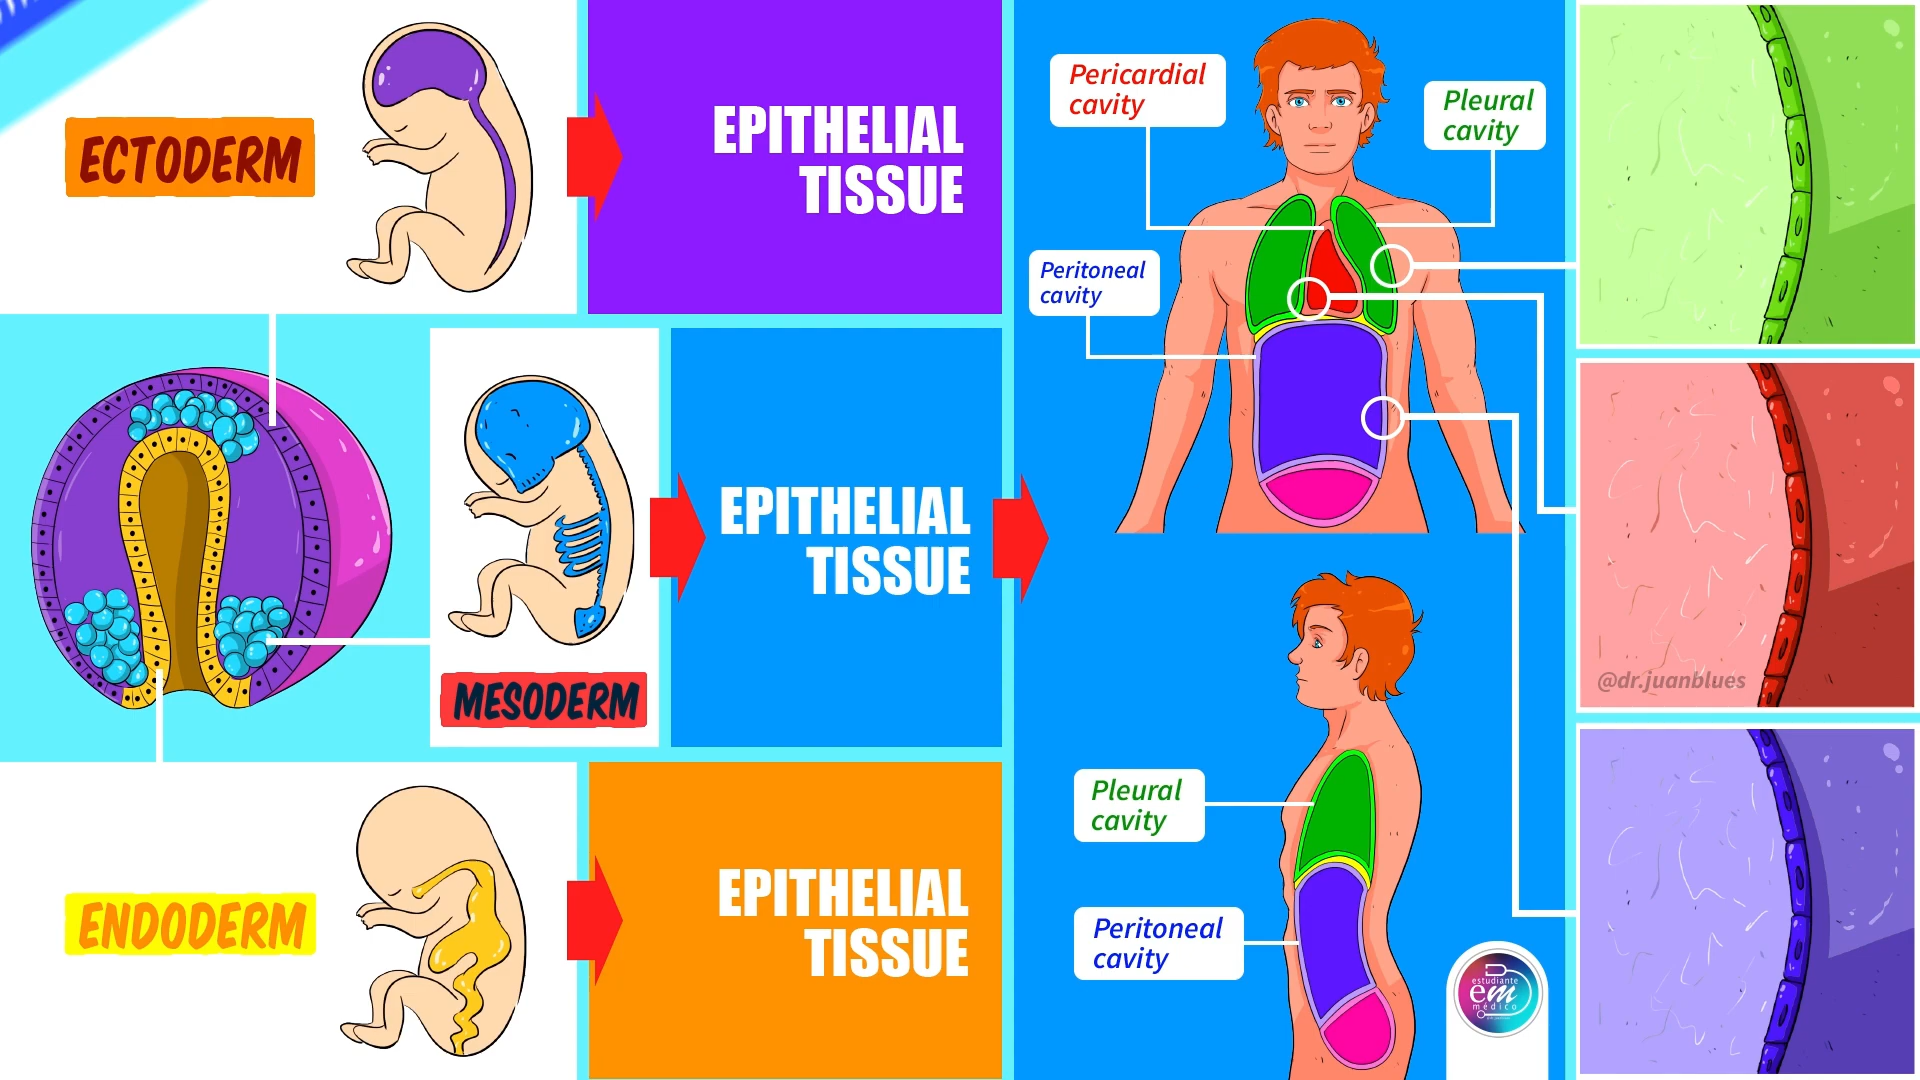 ECTODERM
EPITHELIAL
TISSUE
Pericardial
cavity
Pleural
cavity
Peritoneal
cavity
MESODERM
EPITHELIAL
TISSUE
@dr.juanblues
ENDODERM
EPITHELIAL
TISSUE
Pleural
cavity
Peritoneal
cavity
estudiante
em
médico